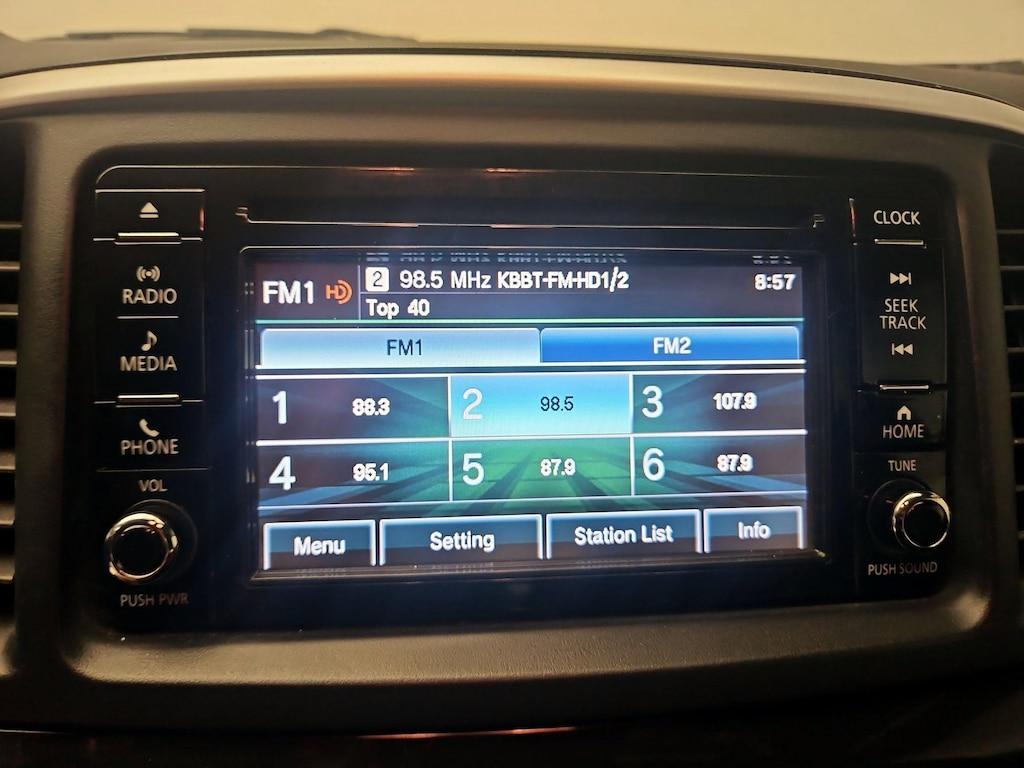 CLOCK
RADIO
MEDIA
PHONE
VOL
PUSH PWR
FM1 HD 2 98.5 MHz KBBT-FM-HD1/2 8:57
Top 40
FM1 FM2
1 88.3 2 98.5 3 107.9
4 95.1 5 87.9 6 87.9
Menu Setting Station List Info
SEEK
TRACK
HOME
TUNE
PUSH SOUND